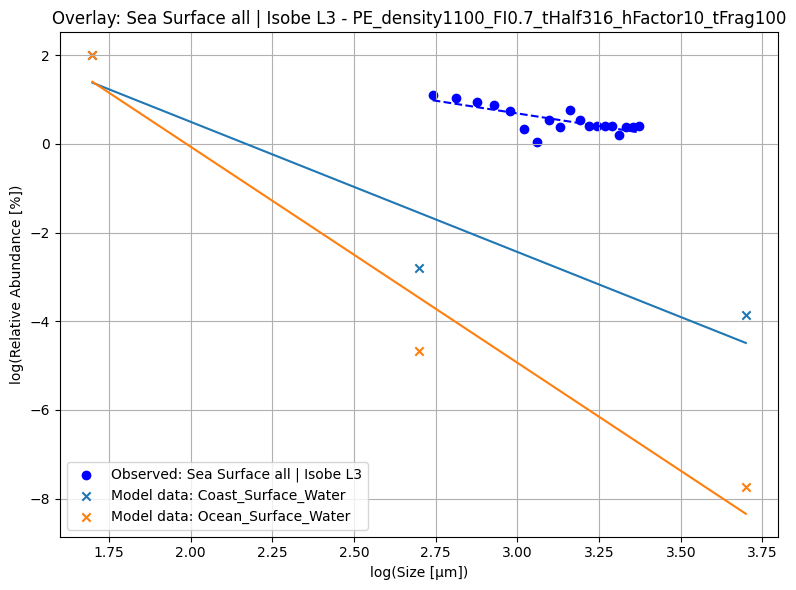 Overlay: Sea Surface all | Isobe L3 - PE_density1100_FI0.7_tHalf316_hFactor10_tFrag100
log(Relative Abundance [%])
2
0
−2
−4
−6
−8
Observed: Sea Surface all | Isobe L3
Model data: Coast_Surface_Water
Model data: Ocean_Surface_Water
1.75 2.00 2.25 2.50 2.75 3.00 3.25 3.50 3.75
log(Size [µm])